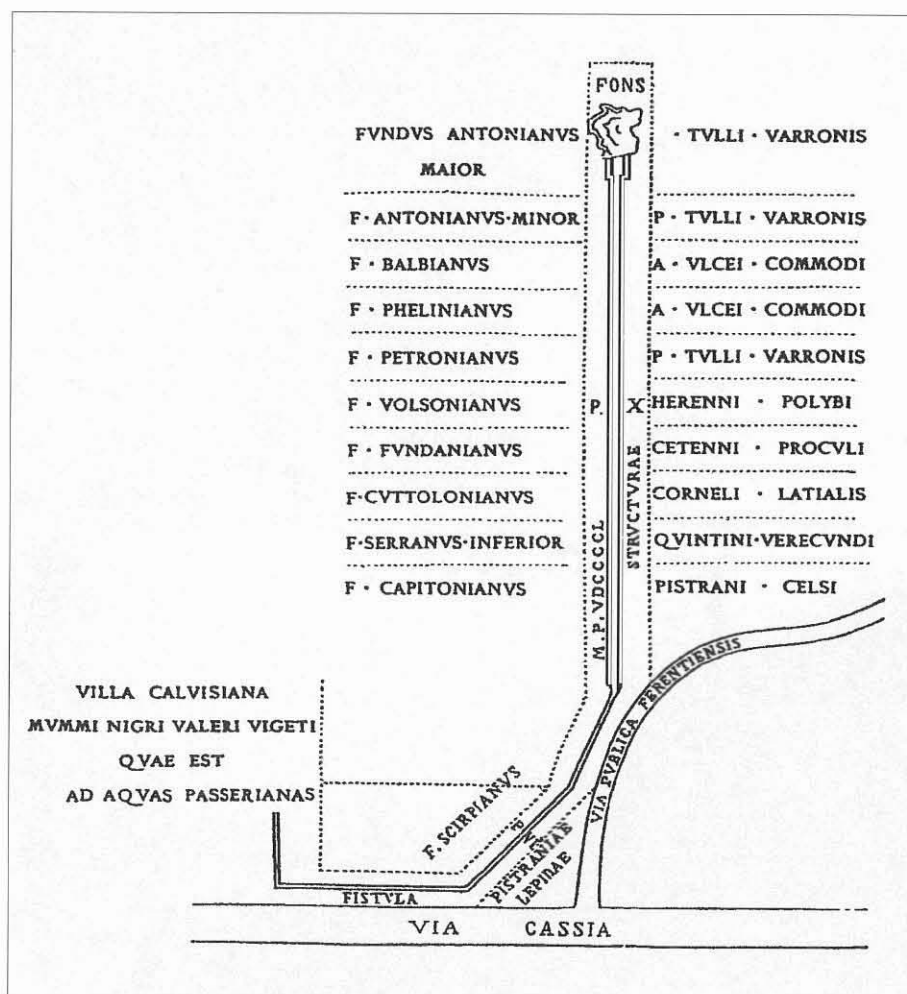 FONS
FVNDVS ANTONIANVS · TVLLI · VARRONIS
MAIOR
F · ANTONIANVS · MINOR P · TVLLI · VARRONIS
F · BALBIANVS A · VLCEI · COMMODI
F · PHELINIANVS A · VLCEI · COMMODI
F · PETRONIANVS P · TVLLI · VARRONIS
F · VOLSONIANVS P. X HERENNI · POLYBI
F · FVNDANIANVS CETENNI · PROCVLI
F · CVTTOLONIANVS CORNELI · LATIALIS
F · SERRANVS · INFERIOR QVINTINI · VERECVNDI
F · CAPITONIANVS PISTRANI · CELSI
M . P . VDCCCCL
STRVCTVRAE
VIA PVBLICA FERENTIENSIS
VILLA CALVISIANA
MVMMI NIGRI VALERI VIGETI
QVAE EST
AD AQVAS PASSERIANAS
F. SCIRPIANVS
PISTRANIAE
LEPIDAE
FISTVLA
VIA CASSIA